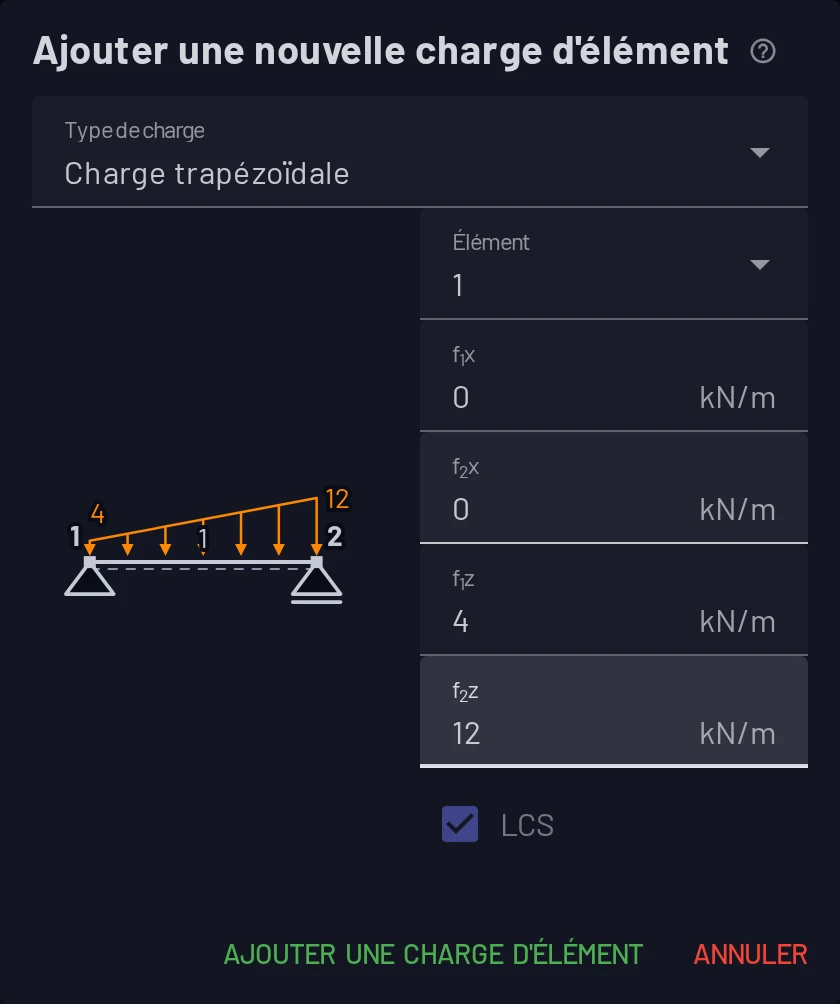 Ajouter une nouvelle charge d'élément ?
Type de charge
Charge trapézoïdale
Élément
1
f₁x
0 kN/m
f₂x
0 kN/m
f₁z
4 kN/m
f₂z
12 kN/m
4
12
1
1
2
LCS
AJOUTER UNE CHARGE D'ÉLÉMENT ANNULER